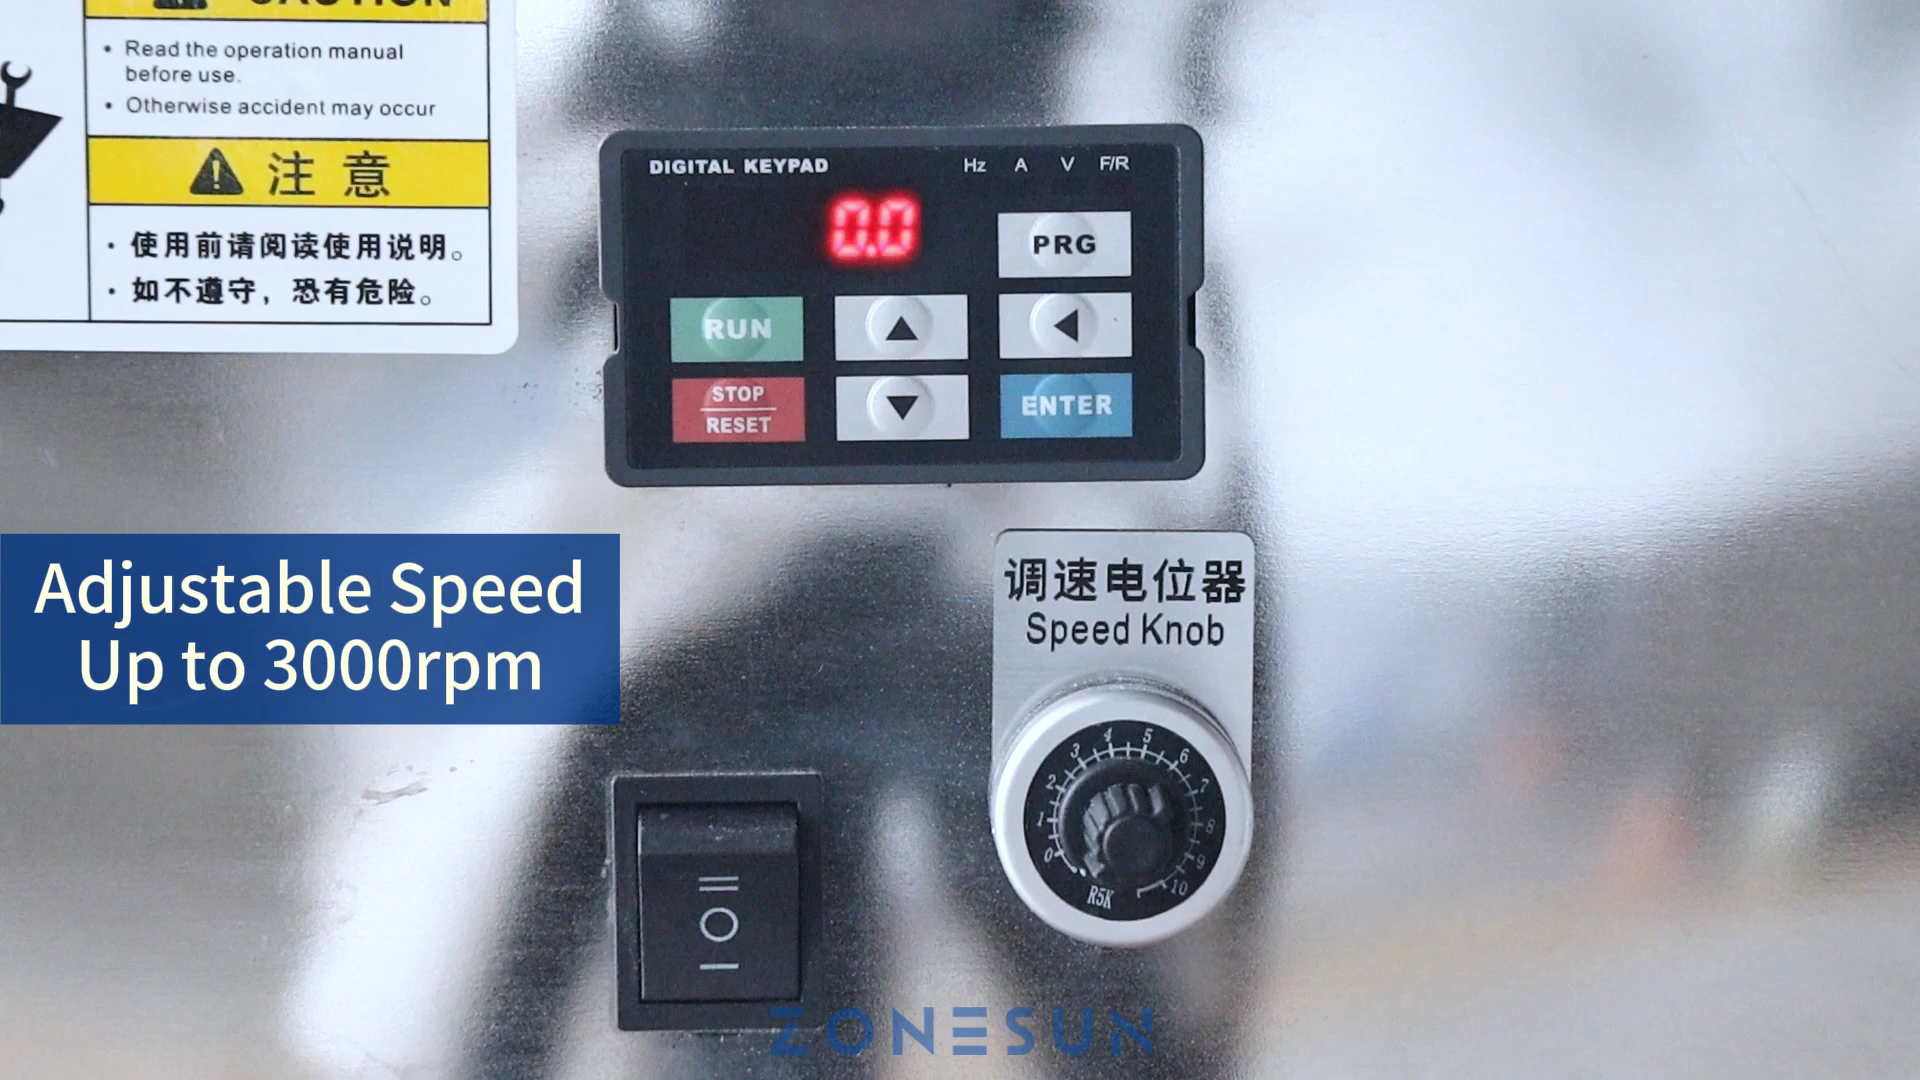 CAUTION
• Read the operation manual
before use.
• Otherwise accident may occur
注意
· 使用前请阅读使用说明。
· 如不遵守，恐有危险。
DIGITAL KEYPAD
Hz A V F/R
0.0
PRG
RUN
STOP
RESET
ENTER
Adjustable Speed
Up to 3000rpm
调速电位器
Speed Knob
0 1 2 3 4 5 6 7 8 9 10
R5K
II
O
I
ZONESUN